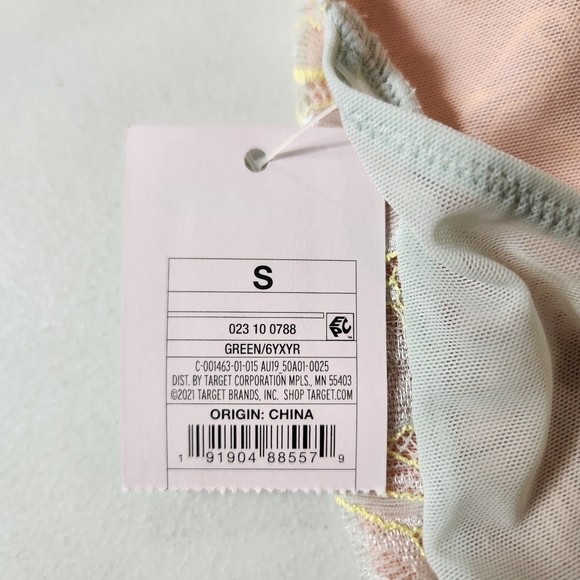 S
023 10 0788
EPC
GREEN/6YXYR
C-001463-01-015 AU19 50A01-0025
DIST. BY TARGET CORPORATION MPLS., MN 55403
©2021 TARGET BRANDS, INC. SHOP TARGET.COM
ORIGIN: CHINA
1 91904 88557 9